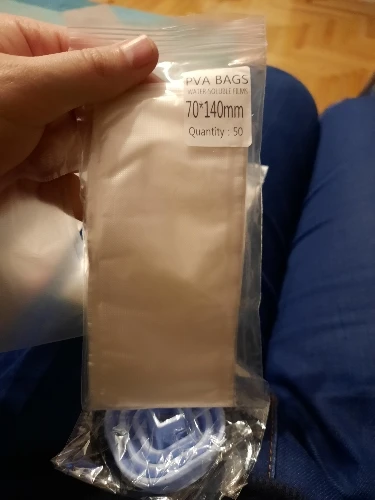 PVA BAGS
WATER SOLUBLE FILMS
70*140mm
Quantity : 50